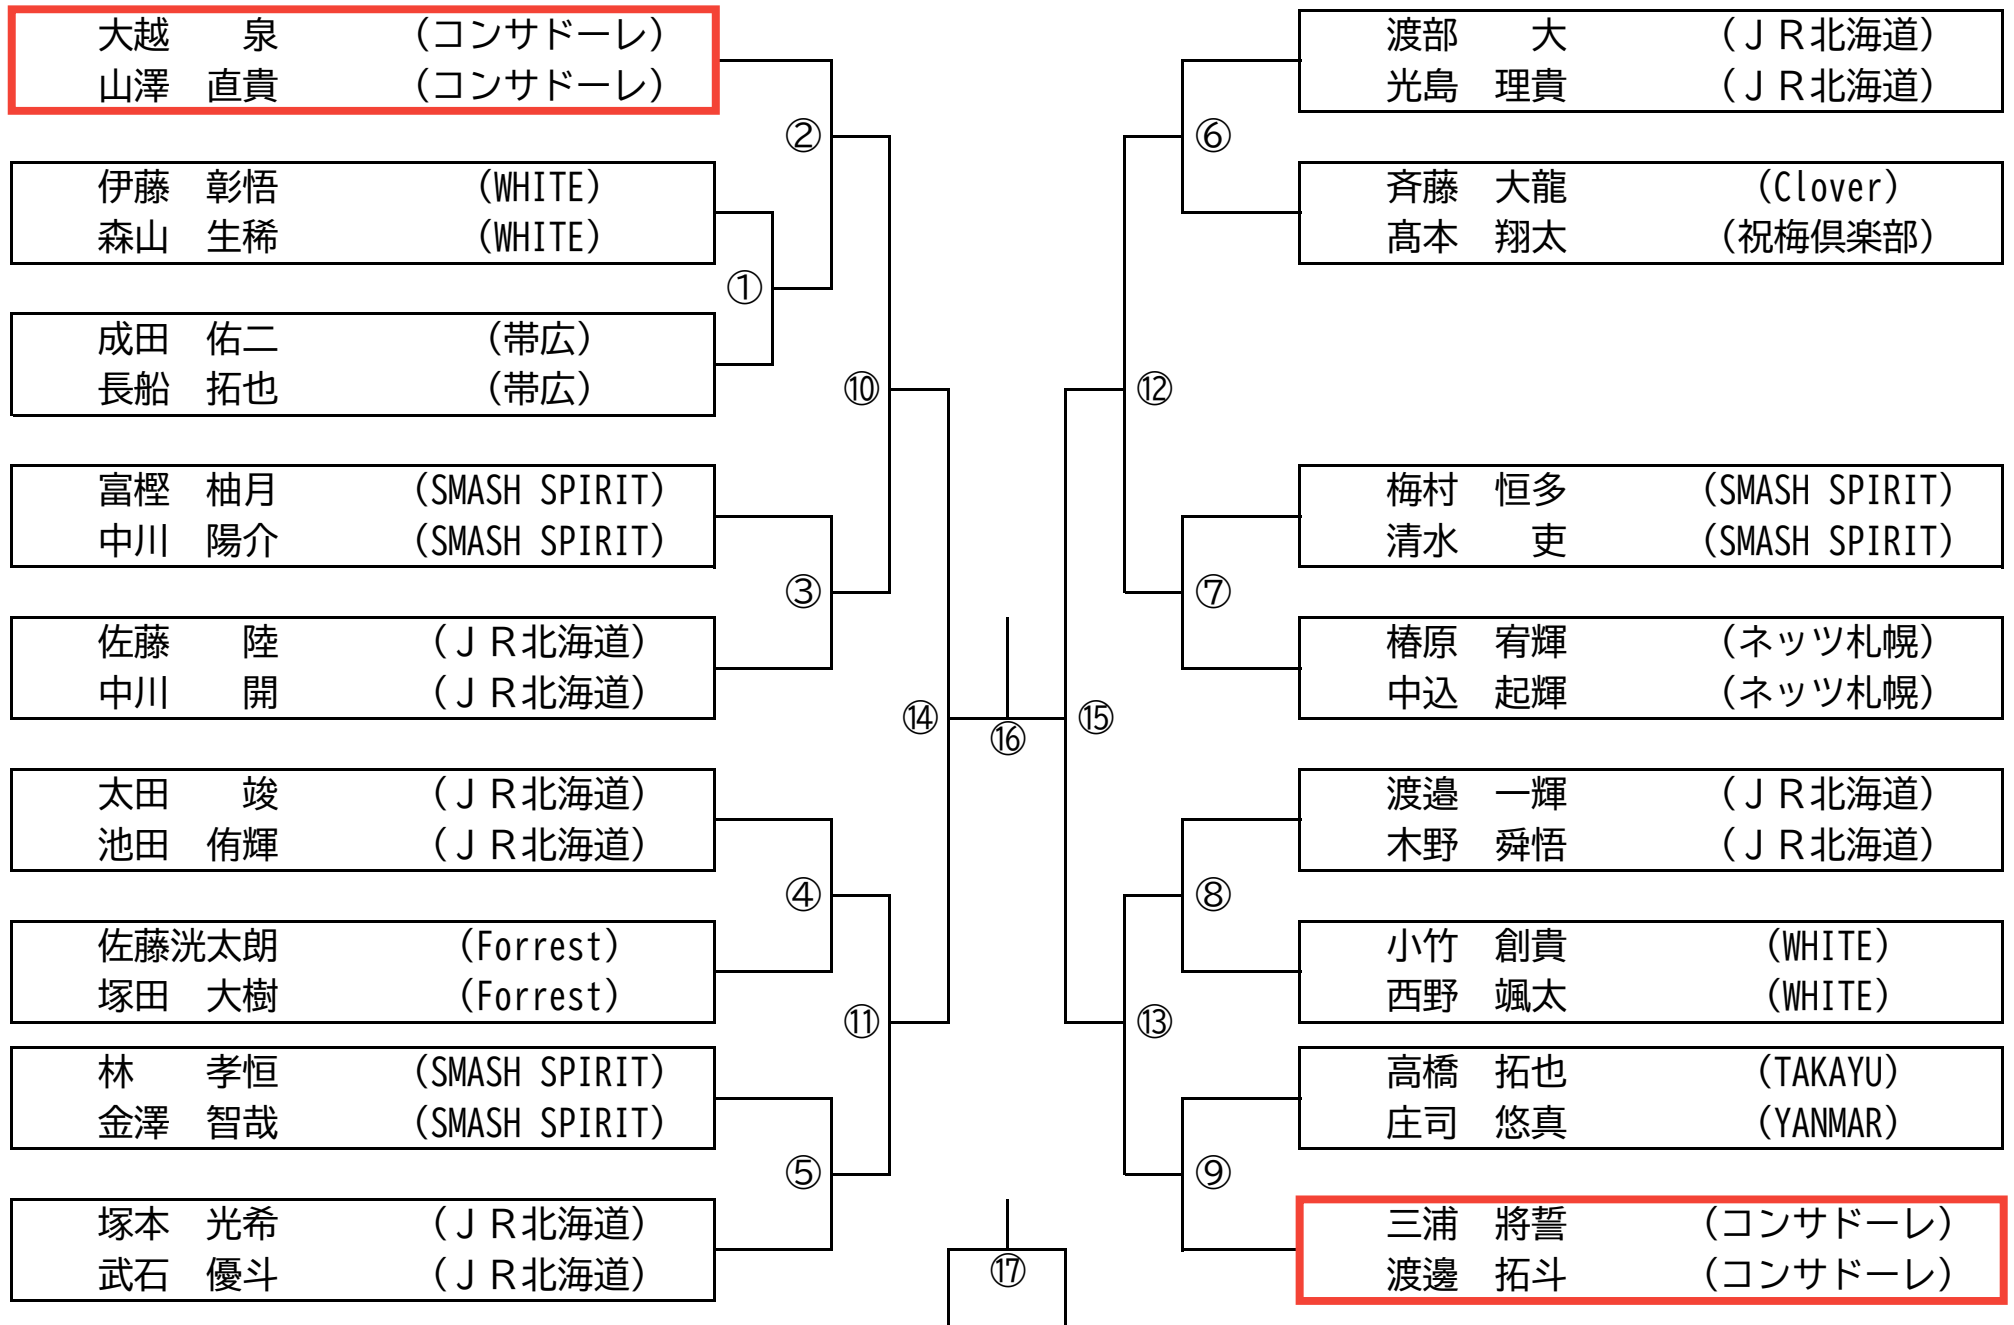 大越　　泉　（コンサドーレ）
山澤　直貴　（コンサドーレ）
②
伊藤　彰悟　（WHITE）
森山　生稀　（WHITE）
①
成田　佑二　（帯広）
長船　拓也　（帯広）
⑩
富樫　柚月　（SMASH SPIRIT）
中川　陽介　（SMASH SPIRIT）
③
佐藤　　陸　（ＪＲ北海道）
中川　　開　（ＪＲ北海道）
⑭
太田　　竣　（ＪＲ北海道）
池田　侑輝　（ＪＲ北海道）
④
佐藤洸太朗　（Forrest）
塚田　大樹　（Forrest）
⑪
林　　孝恒　（SMASH SPIRIT）
金澤　智哉　（SMASH SPIRIT）
⑤
塚本　光希　（ＪＲ北海道）
武石　優斗　（ＪＲ北海道）
⑯
⑰
渡部　　大　（ＪＲ北海道）
光島　理貴　（ＪＲ北海道）
⑥
斉藤　大龍　（Clover）
髙本　翔太　（祝梅倶楽部）
⑫
梅村　恒多　（SMASH SPIRIT）
清水　　吏　（SMASH SPIRIT）
⑦
椿原　宥輝　（ネッツ札幌）
中込　起輝　（ネッツ札幌）
⑮
渡邉　一輝　（ＪＲ北海道）
木野　舜悟　（ＪＲ北海道）
⑧
小竹　創貴　（WHITE）
西野　颯太　（WHITE）
⑬
高橋　拓也　（TAKAYU）
庄司　悠真　（YANMAR）
⑨
三浦　將誓　（コンサドーレ）
渡邊　拓斗　（コンサドーレ）